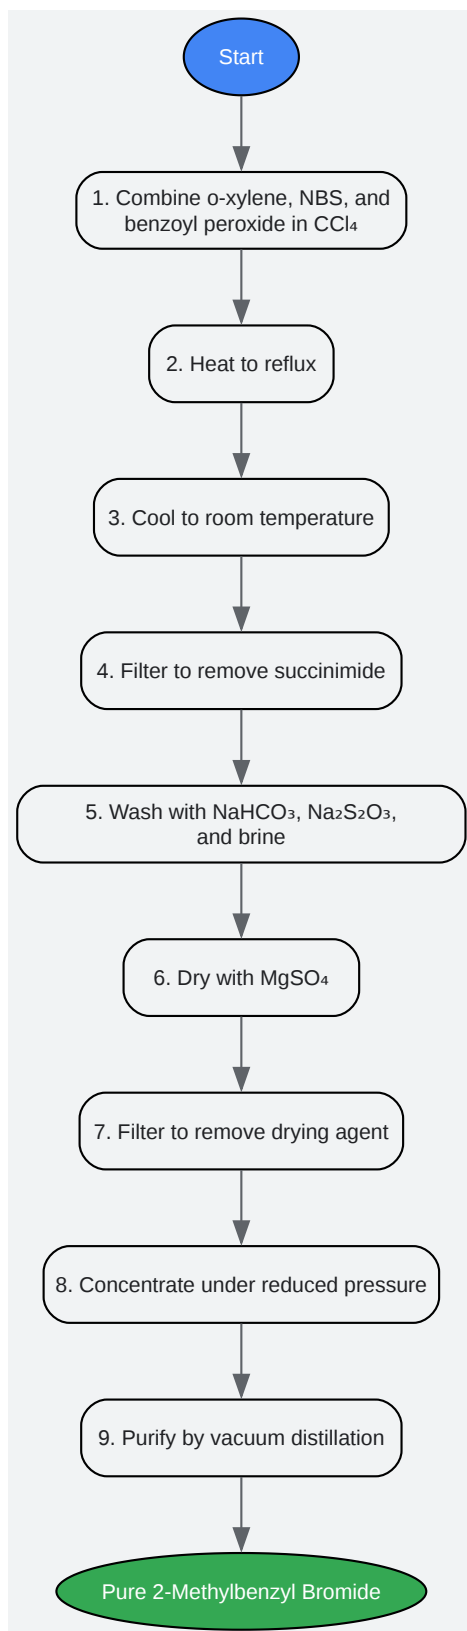 Start
1. Combine o-xylene, NBS, and
benzoyl peroxide in CCl₄
2. Heat to reflux
3. Cool to room temperature
4. Filter to remove succinimide
5. Wash with NaHCO₃, Na₂S₂O₃,
and brine
6. Dry with MgSO₄
7. Filter to remove drying agent
8. Concentrate under reduced pressure
9. Purify by vacuum distillation
Pure 2-Methylbenzyl Bromide